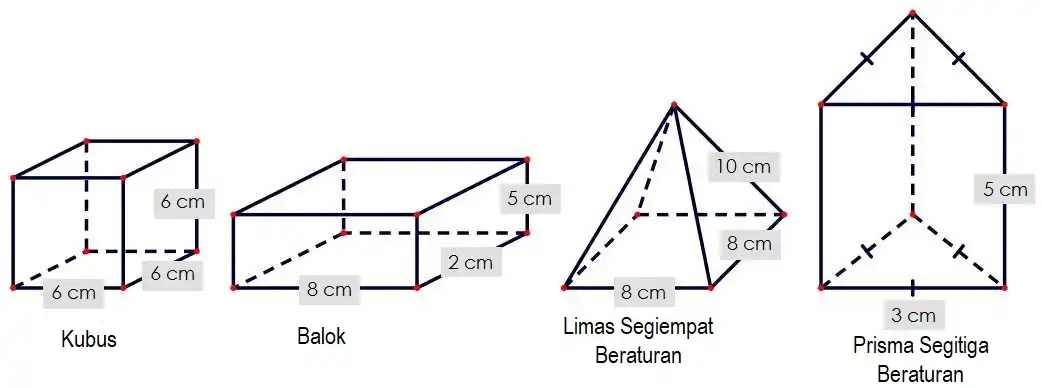 6 cm
6 cm
6 cm
Kubus
5 cm
2 cm
8 cm
Balok
10 cm
8 cm
8 cm
Limas Segiempat
Beraturan
5 cm
3 cm
Prisma Segitiga
Beraturan